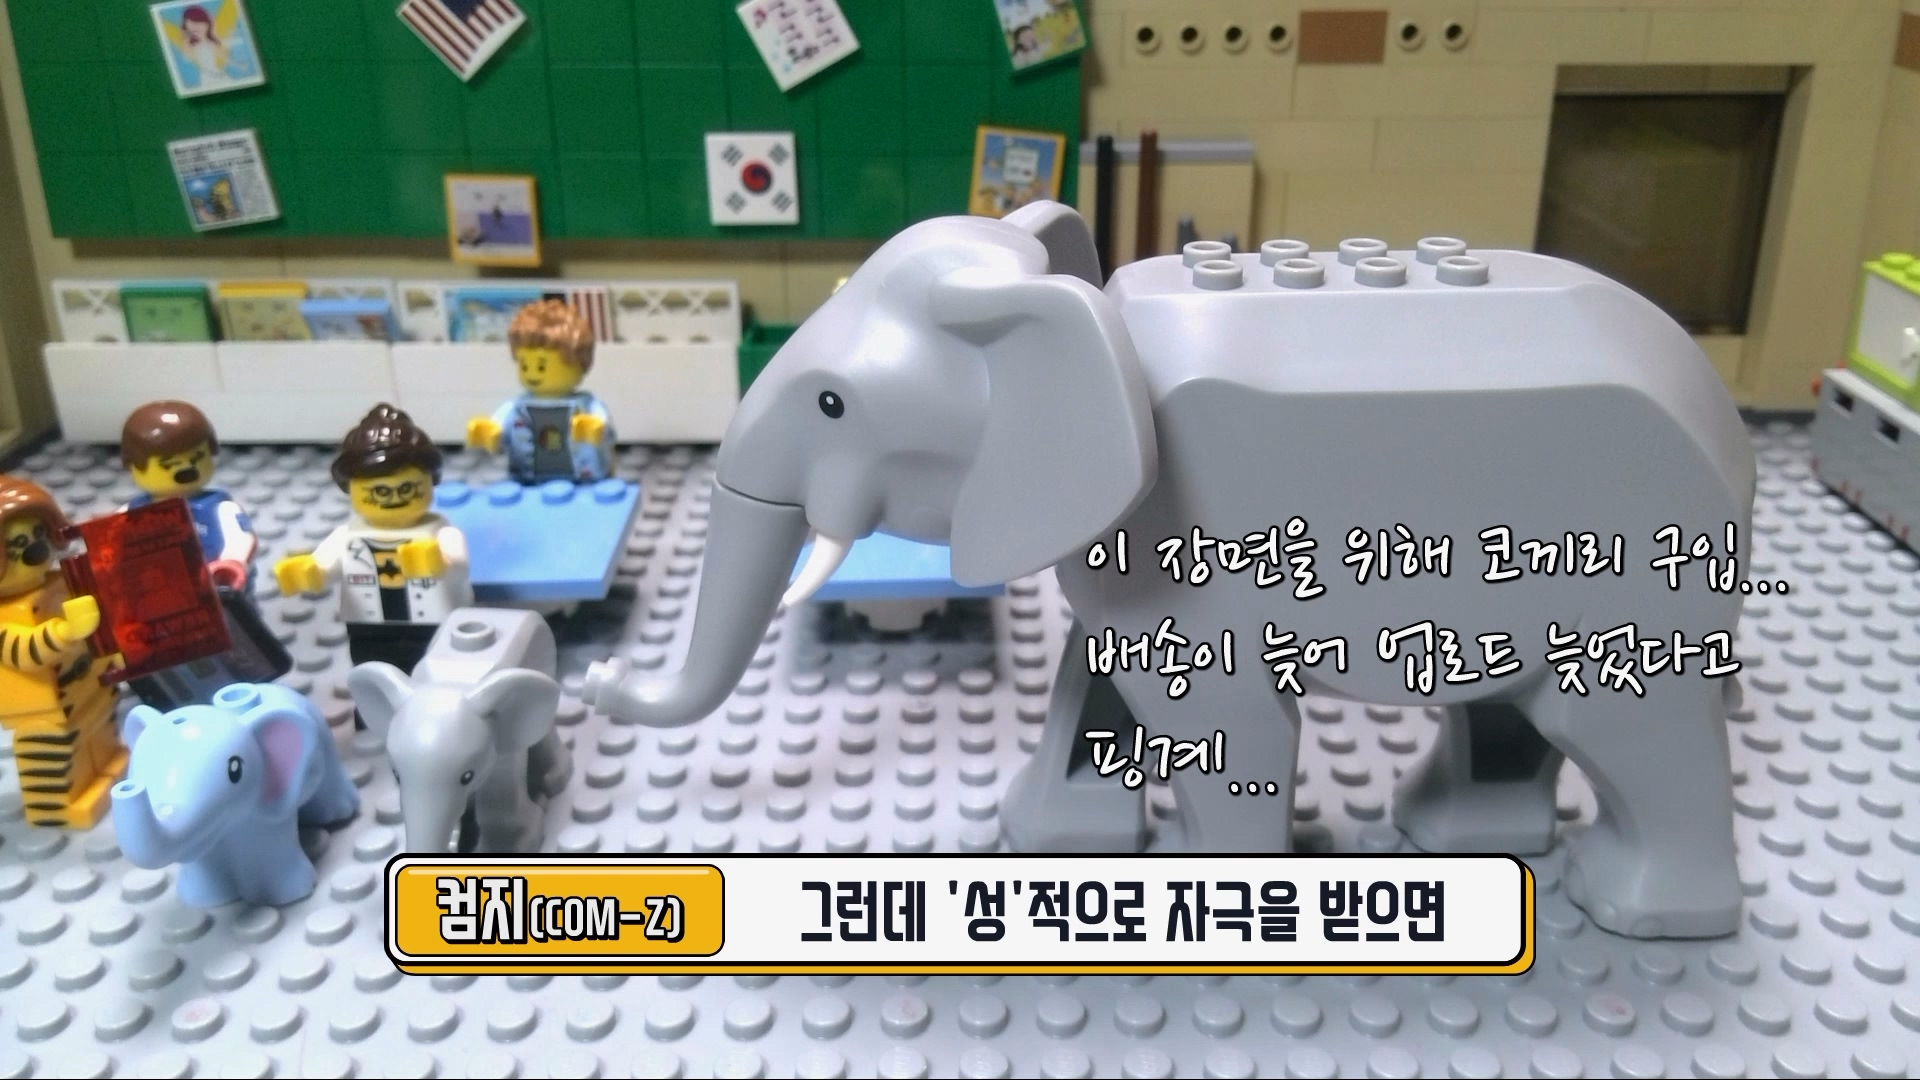 이 장면을 위해 코끼리 구입...
배송이 늦어 업로드 늦었다고
핑계...
컴지(COM-Z)
그런데 '성'적으로 자극을 받으면